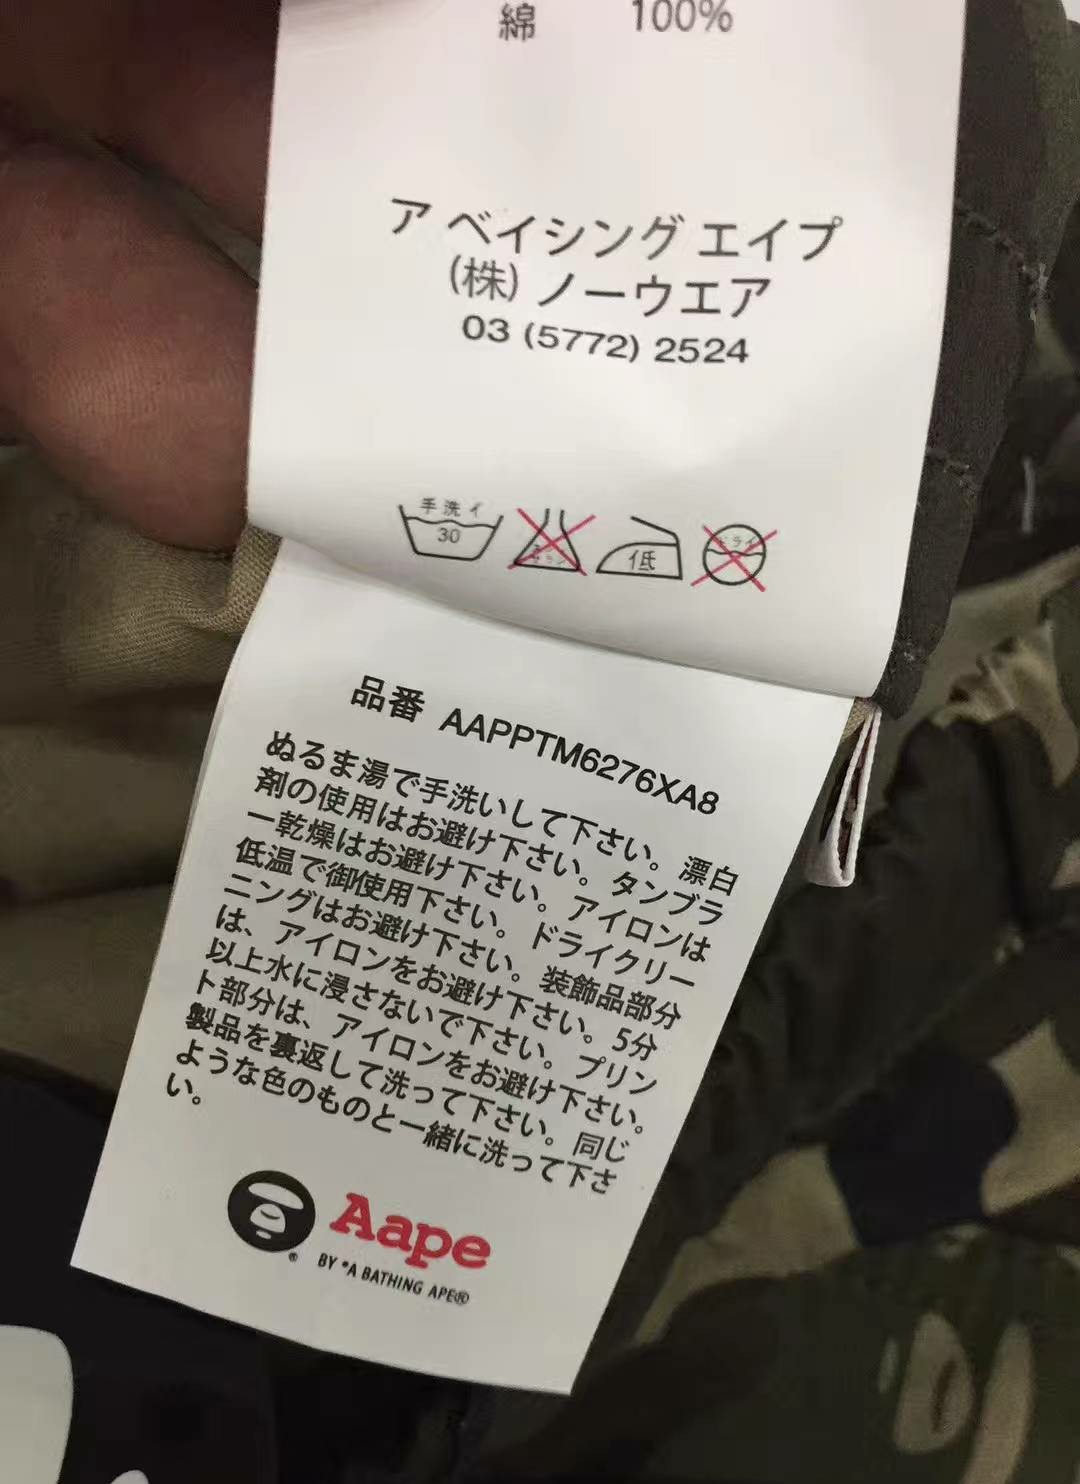 綿 100%
ア ベイシング エイプ
(株) ノーウエア
03 (5772) 2524
手洗イ
30
低
ドライ
品番 AAPPTM6276XA8
ぬるま湯で手洗いして下さい。漂白
剤の使用はお避け下さい。タンブラ
ー乾燥はお避け下さい。アイロンは
低温で御使用下さい。ドライクリー
ニングはお避け下さい。装飾品部分
は、アイロンをお避け下さい。5分
以上水に浸さないで下さい。プリン
ト部分は、アイロンをお避け下さい。
製品を裏返して洗って下さい。同じ
ような色のものと一緒に洗って下さ
い。
Aape
BY *A BATHING APE®